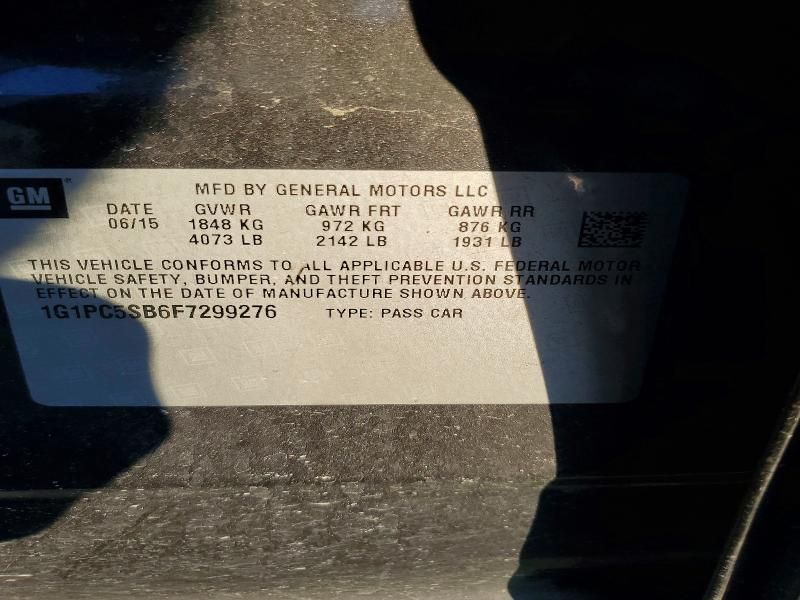 GM
MFD BY GENERAL MOTORS LLC
DATE GVWR GAWR FRT GAWR RR
06/15 1848 KG 972 KG 876 KG
4073 LB 2142 LB 1931 LB
THIS VEHICLE CONFORMS TO ALL APPLICABLE U.S. FEDERAL MOTOR
VEHICLE SAFETY, BUMPER, AND THEFT PREVENTION STANDARDS IN
EFFECT ON THE DATE OF MANUFACTURE SHOWN ABOVE.
1G1PC5SB6F7299276 TYPE: PASS CAR